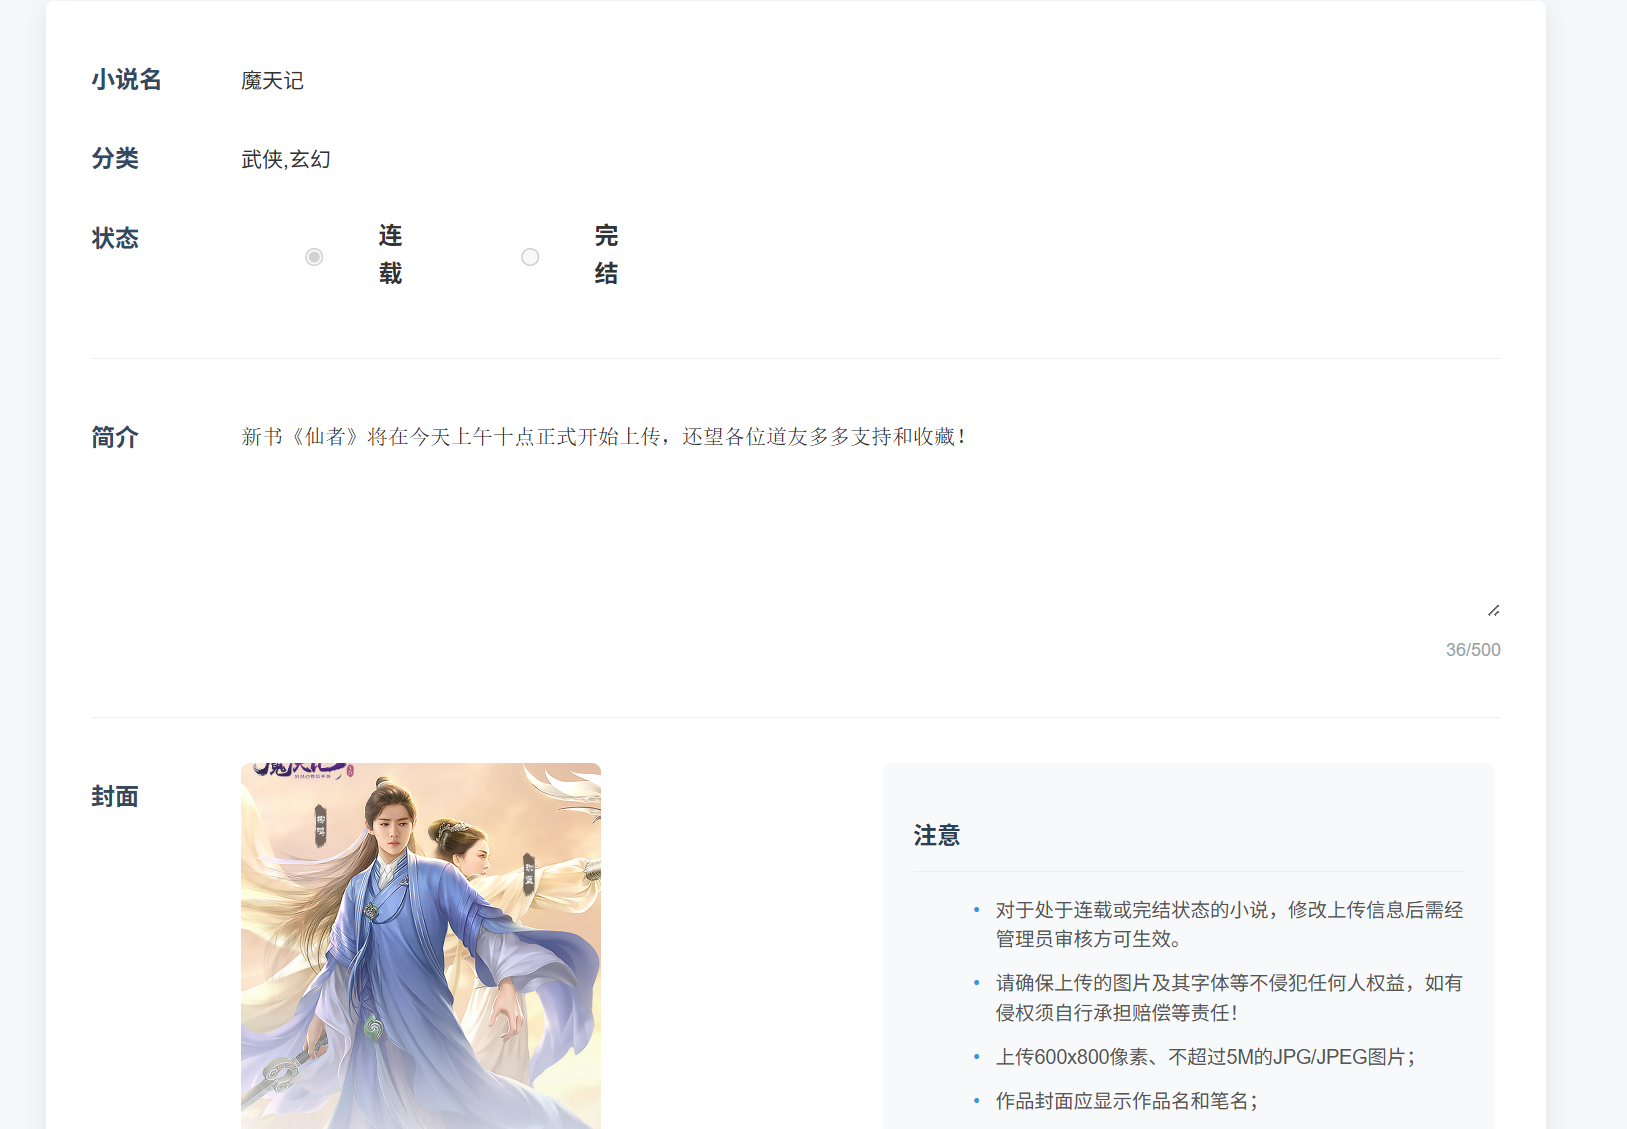 小说名
魔天记
分类
武侠,玄幻
状态
连载
完结
简介
新书《仙者》将在今天上午十点正式开始上传，还望各位道友多多支持和收藏！
36/500
封面
魔天记
柳鸣
珈蓝
注意
对于处于连载或完结状态的小说，修改上传信息后需经
管理员审核方可生效。
请确保上传的图片及其字体等不侵犯任何人权益，如有
侵权须自行承担赔偿等责任！
上传600x800像素、不超过5M的JPG/JPEG图片；
作品封面应显示作品名和笔名；